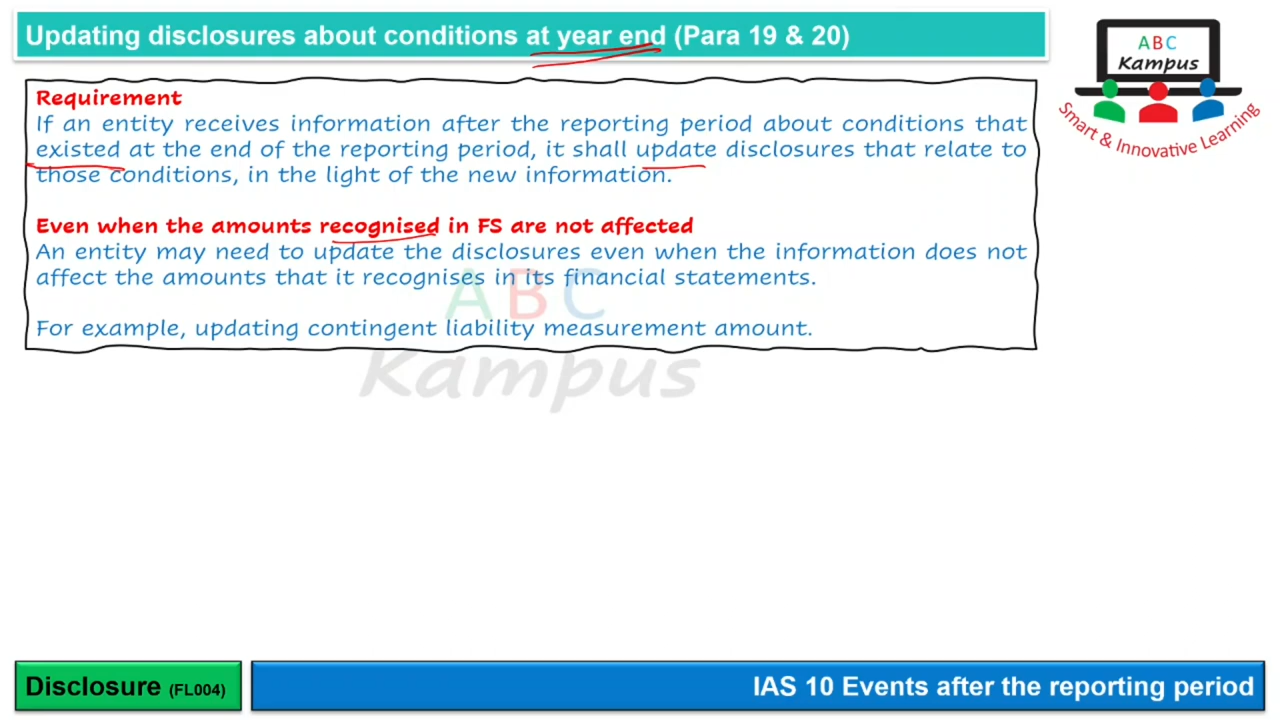 Updating disclosures about conditions at year end (Para 19 & 20)
A B C
Kampus
Smart & Innovative Learning
Requirement
If an entity receives information after the reporting period about conditions that
existed at the end of the reporting period, it shall update disclosures that relate to
those conditions, in the light of the new information.
Even when the amounts recognised in FS are not affected
An entity may need to update the disclosures even when the information does not
affect the amounts that it recognises in its financial statements.
For example, updating contingent liability measurement amount.
ABC
Kampus
Disclosure (FL004)
IAS 10 Events after the reporting period